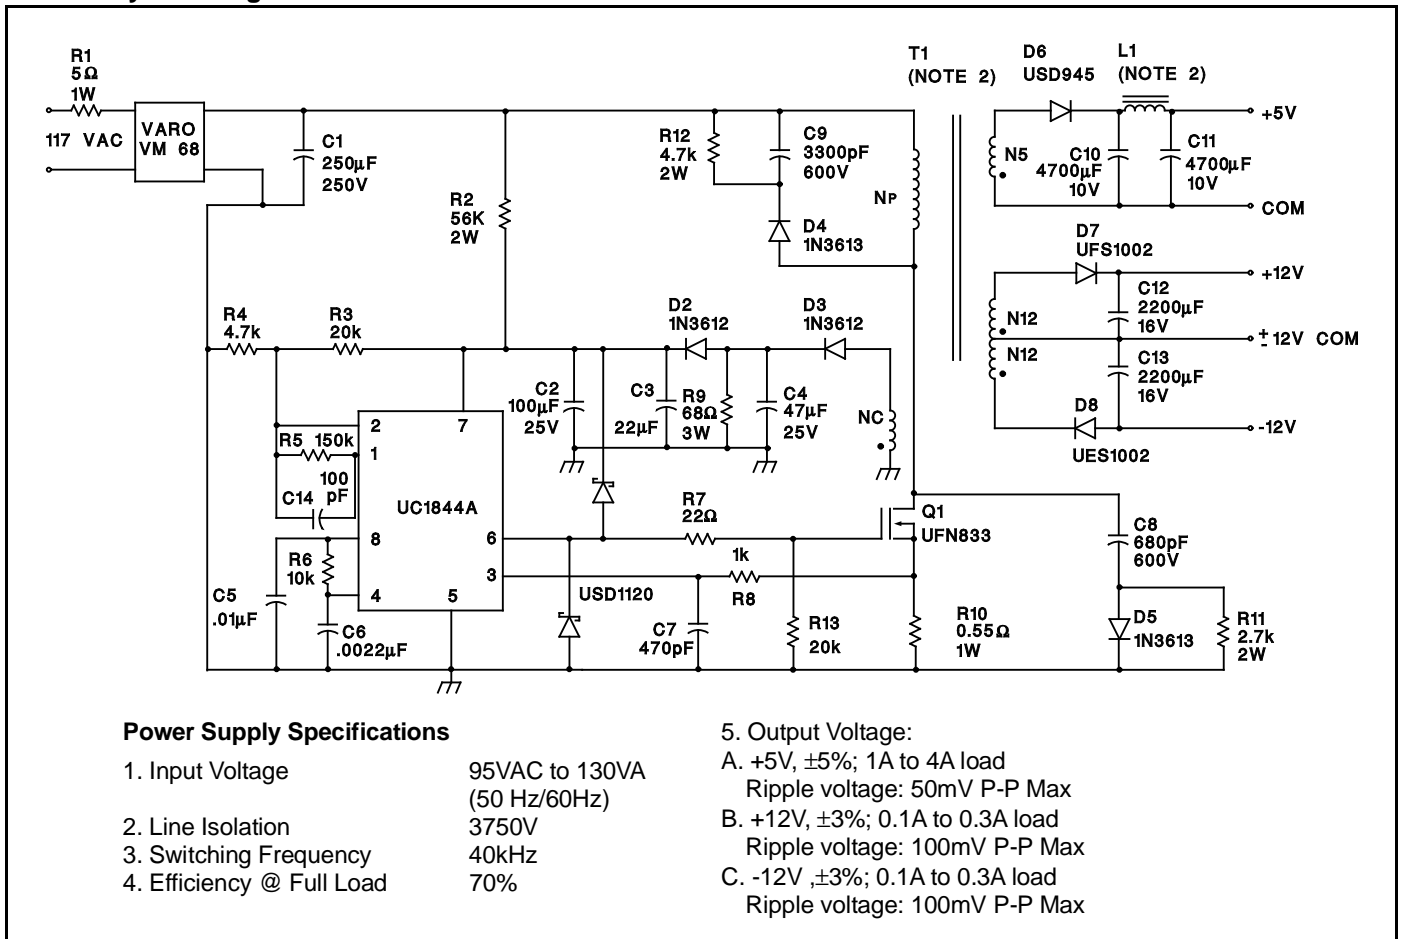 R1
5Ω
1W
117 VAC
VARO
VM 68
C1
250µF
250V
R2
56K
2W
R12
4.7k
2W
C9
3300pF
600V
D4
1N3613
NP
T1
(NOTE 2)
D6
USD945
L1
(NOTE 2)
+5V
N5
C10
4700µF
10V
C11
4700µF
10V
COM
D7
UFS1002
+12V
N12
C12
2200µF
16V
± 12V COM
N12
C13
2200µF
16V
D8
UES1002
-12V
R4
4.7k
R3
20k
D2
1N3612
D3
1N3612
C2
100µF
25V
C3
22µF
R9
68Ω
3W
C4
47µF
25V
NC
2
7
R5 150k
1
100
pF
C14
UC1844A
8
6
R6
10k
3
4
5
C5
.01µF
C6
.0022µF
R7
22Ω
Q1
UFN833
1k
R8
USD1120
C7
470pF
R13
20k
R10
0.55Ω
1W
C8
680pF
600V
D5
1N3613
R11
2.7k
2W
Power Supply Specifications
1. Input Voltage 95VAC to 130VA
(50 Hz/60Hz)
2. Line Isolation 3750V
3. Switching Frequency 40kHz
4. Efficiency @ Full Load 70%
5. Output Voltage:
A. +5V, ±5%; 1A to 4A load
Ripple voltage: 50mV P-P Max
B. +12V, ±3%; 0.1A to 0.3A load
Ripple voltage: 100mV P-P Max
C. -12V ,±3%; 0.1A to 0.3A load
Ripple voltage: 100mV P-P Max